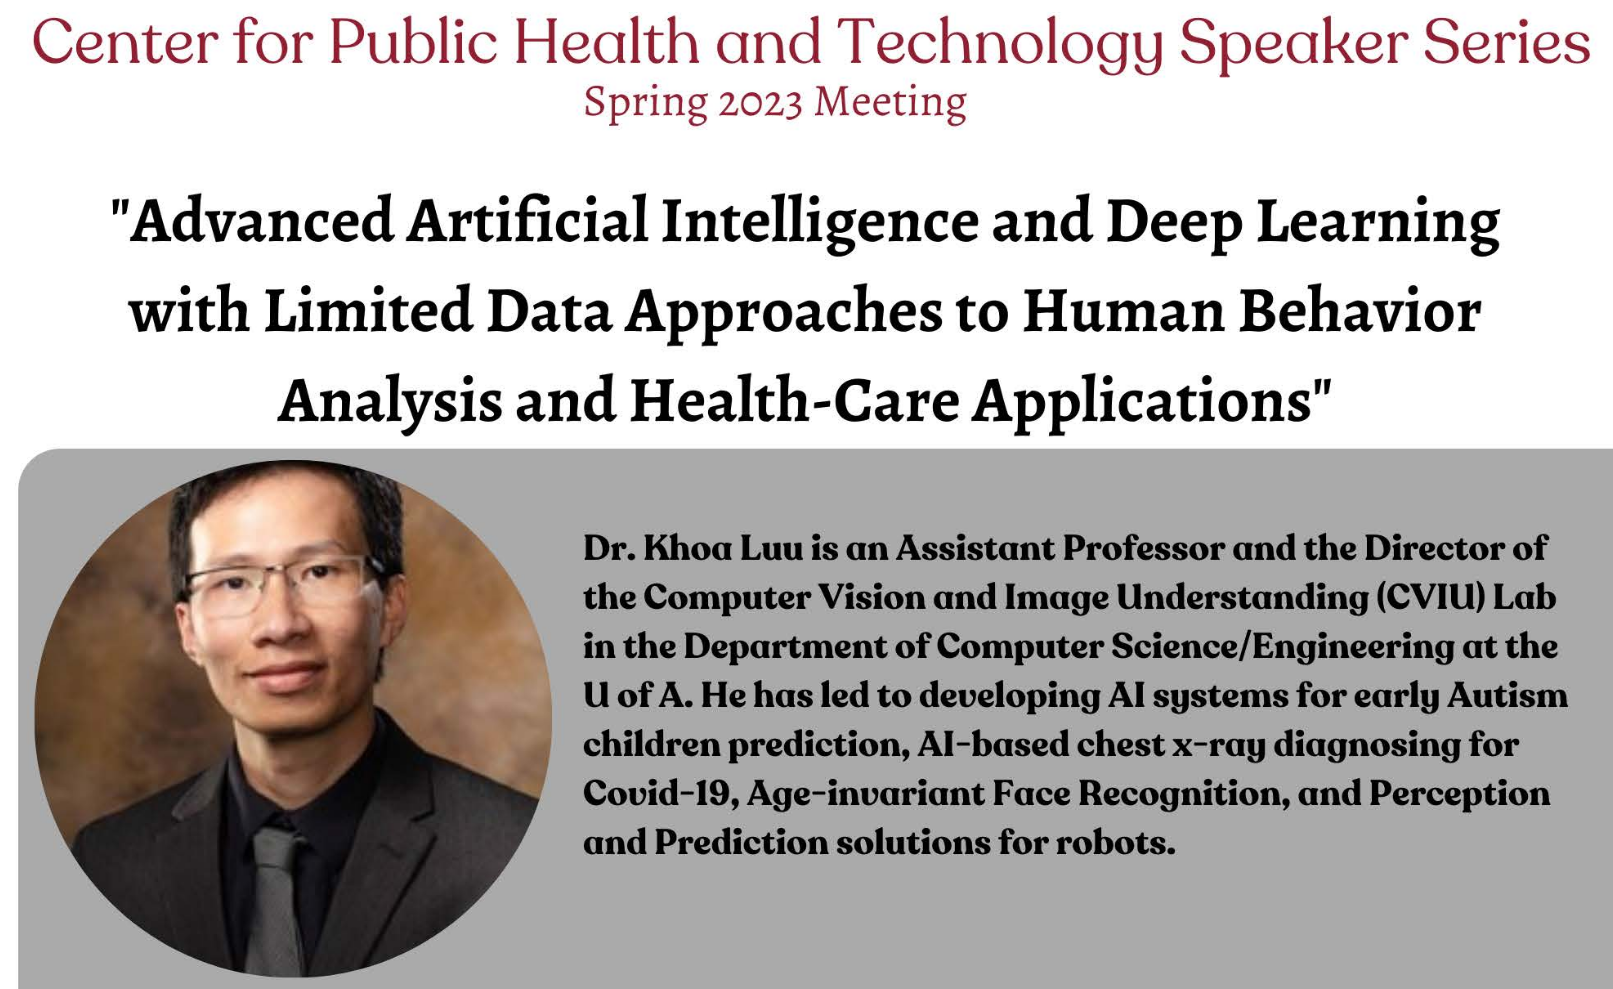 Center for Public Health and Technology Speaker Series
Spring 2023 Meeting
"Advanced Artificial Intelligence and Deep Learning
with Limited Data Approaches to Human Behavior
Analysis and Health-Care Applications"
Dr. Khoa Luu is an Assistant Professor and the Director of
the Computer Vision and Image Understanding (CVIU) Lab
in the Department of Computer Science/Engineering at the
U of A. He has led to developing AI systems for early Autism
children prediction, AI-based chest x-ray diagnosing for
Covid-19, Age-invariant Face Recognition, and Perception
and Prediction solutions for robots.